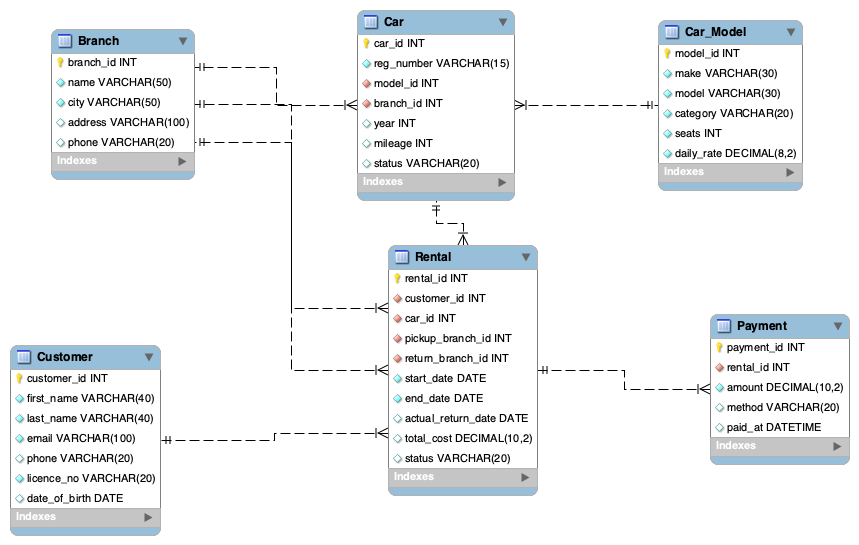 Branch
branch_id INT
name VARCHAR(50)
city VARCHAR(50)
address VARCHAR(100)
phone VARCHAR(20)
Indexes
Car
car_id INT
reg_number VARCHAR(15)
model_id INT
branch_id INT
year INT
mileage INT
status VARCHAR(20)
Indexes
Car_Model
model_id INT
make VARCHAR(30)
model VARCHAR(30)
category VARCHAR(20)
seats INT
daily_rate DECIMAL(8,2)
Indexes
Rental
rental_id INT
customer_id INT
car_id INT
pickup_branch_id INT
return_branch_id INT
start_date DATE
end_date DATE
actual_return_date DATE
total_cost DECIMAL(10,2)
status VARCHAR(20)
Indexes
Customer
customer_id INT
first_name VARCHAR(40)
last_name VARCHAR(40)
email VARCHAR(100)
phone VARCHAR(20)
licence_no VARCHAR(20)
date_of_birth DATE
Indexes
Payment
payment_id INT
rental_id INT
amount DECIMAL(10,2)
method VARCHAR(20)
paid_at DATETIME
Indexes